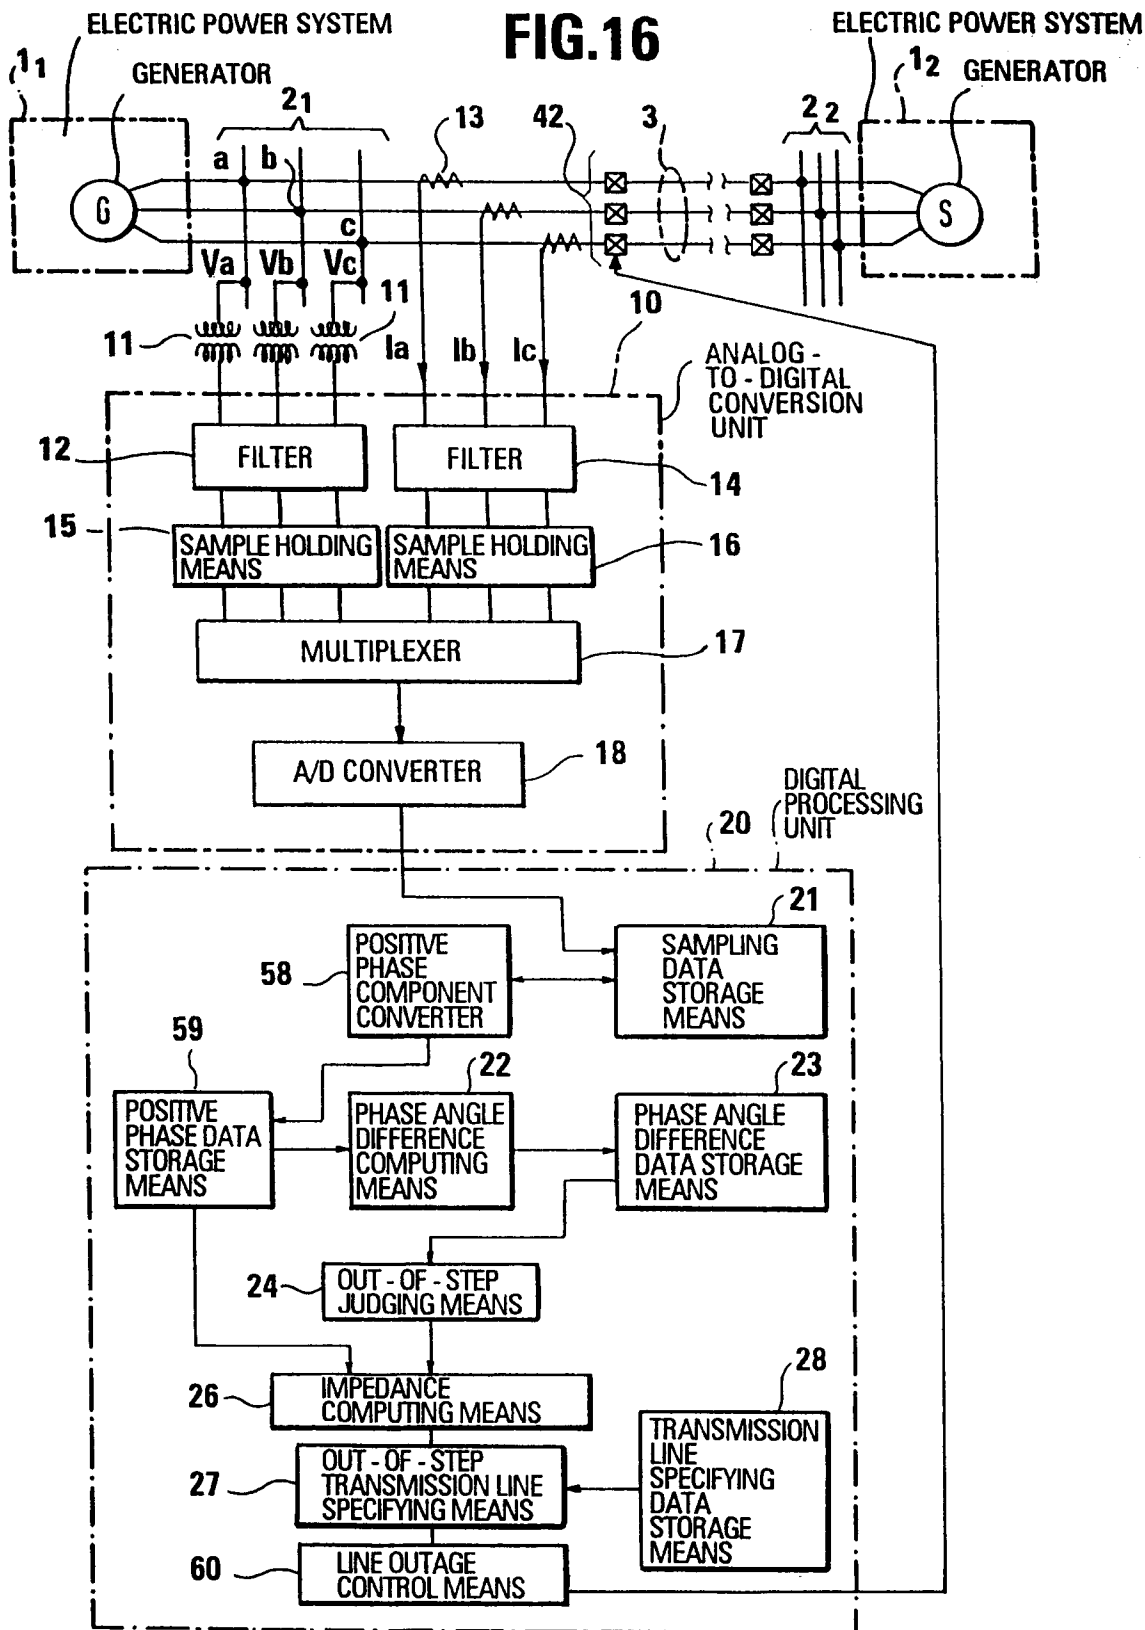 FIG.16
ELECTRIC POWER SYSTEM
ELECTRIC POWER SYSTEM
11
GENERATOR
12
GENERATOR
21
13
42
3
22
a
b
c
G
S
Va
Vb
Vc
11
11
Ia
Ib
Ic
10
ANALOG -
TO - DIGITAL
CONVERSION
UNIT
12
FILTER
FILTER
14
15
SAMPLE HOLDING
MEANS
SAMPLE HOLDING
MEANS
16
MULTIPLEXER
17
A/D CONVERTER
18
DIGITAL
PROCESSING
UNIT
20
21
58
POSITIVE
PHASE
COMPONENT
CONVERTER
SAMPLING
DATA
STORAGE
MEANS
59
22
23
POSITIVE
PHASE DATA
STORAGE
MEANS
PHASE ANGLE
DIFFERENCE
COMPUTING
MEANS
PHASE ANGLE
DIFFERENCE
DATA STORAGE
MEANS
24
OUT - OF - STEP
JUDGING MEANS
28
26
IMPEDANCE
COMPUTING MEANS
27
OUT - OF - STEP
TRANSMISSION LINE
SPECIFYING MEANS
TRANSMISSION
LINE
SPECIFYING
DATA
STORAGE
MEANS
60
LINE OUTAGE
CONTROL MEANS